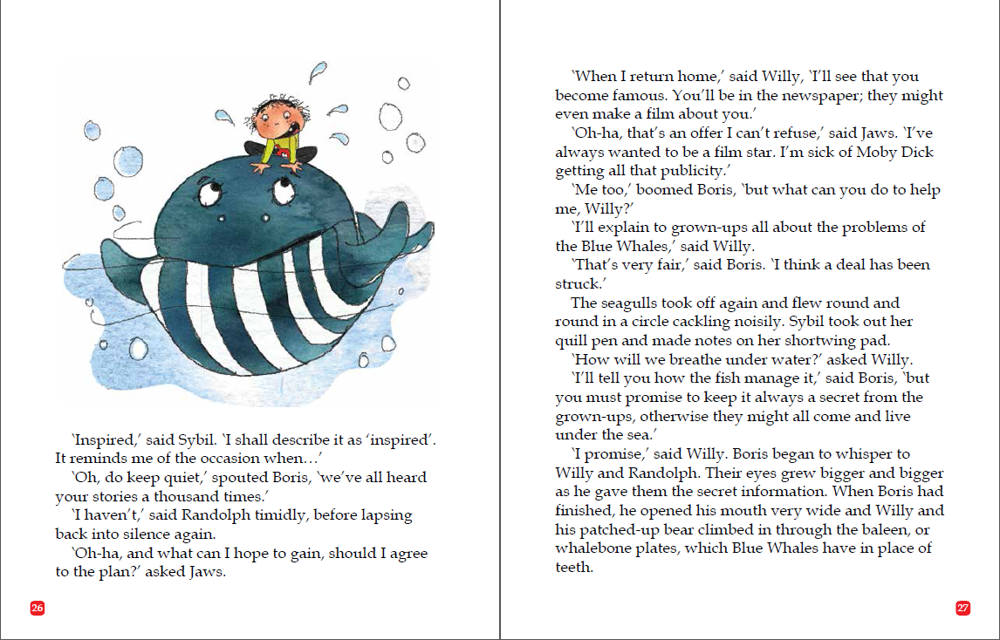 ‘Inspired,’ said Sybil. ‘I shall describe it as ‘inspired’.
It reminds me of the occasion when…’
‘Oh, do keep quiet,’ spouted Boris, ‘we’ve all heard
your stories a thousand times.’
‘I haven’t,’ said Randolph timidly, before lapsing
back into silence again.
‘Oh-ha, and what can I hope to gain, should I agree
to the plan?’ asked Jaws.
26
‘When I return home,’ said Willy, ‘I’ll see that you
become famous. You’ll be in the newspaper; they might
even make a film about you.’
‘Oh-ha, that’s an offer I can’t refuse,’ said Jaws. ‘I’ve
always wanted to be a film star. I’m sick of Moby Dick
getting all that publicity.’
‘Me too,’ boomed Boris, ‘but what can you do to help
me, Willy?’
‘I’ll explain to grown-ups all about the problems of
the Blue Whales,’ said Willy.
‘That’s very fair,’ said Boris. ‘I think a deal has been
struck.’
The seagulls took off again and flew round and
round in a circle cackling noisily. Sybil took out her
quill pen and made notes on her shortwing pad.
‘How will we breathe under water?’ asked Willy.
‘I’ll tell you how the fish manage it,’ said Boris, ‘but
you must promise to keep it always a secret from the
grown-ups, otherwise they might all come and live
under the sea.’
‘I promise,’ said Willy. Boris began to whisper to
Willy and Randolph. Their eyes grew bigger and bigger
as he gave them the secret information. When Boris had
finished, he opened his mouth very wide and Willy and
his patched-up bear climbed in through the baleen, or
whalebone plates, which Blue Whales have in place of
teeth.
27